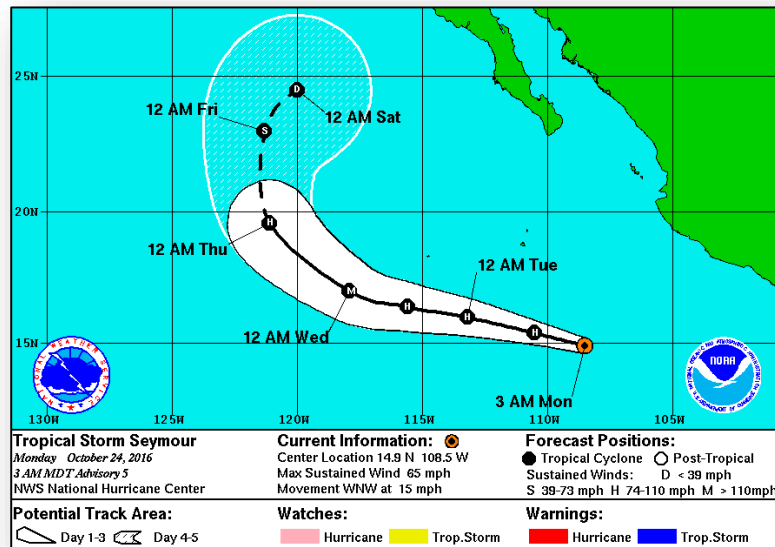 25N
12 AM Fri
12 AM Sat
20N
12 AM Thu
12 AM Tue
12 AM Wed
15N
3 AM Mon
NATIONAL WEATHER SERVICE
NOAA
130W 125W 120W 115W 110W 105W
Tropical Storm Seymour
Monday October 24, 2016
3 AM MDT Advisory 5
NWS National Hurricane Center
Current Information:
Center Location 14.9 N 108.5 W
Max Sustained Wind 65 mph
Movement WNW at 15 mph
Forecast Positions:
Tropical Cyclone Post-Tropical
Sustained Winds: D < 39 mph
S 39-73 mph H 74-110 mph M > 110mph
Potential Track Area:
Day 1-3 Day 4-5
Watches:
Hurricane Trop.Storm
Warnings:
Hurricane Trop.Storm
D
S
H
M
H
H
H